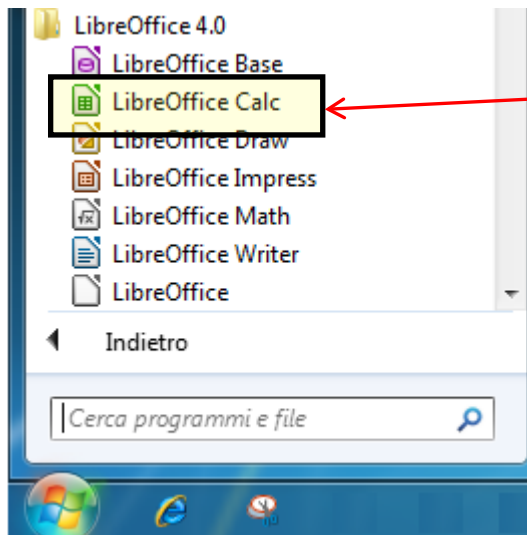 LibreOffice 4.0
LibreOffice Base
LibreOffice Calc
LibreOffice Draw
LibreOffice Impress
LibreOffice Math
LibreOffice Writer
LibreOffice
Indietro
Cerca programmi e file